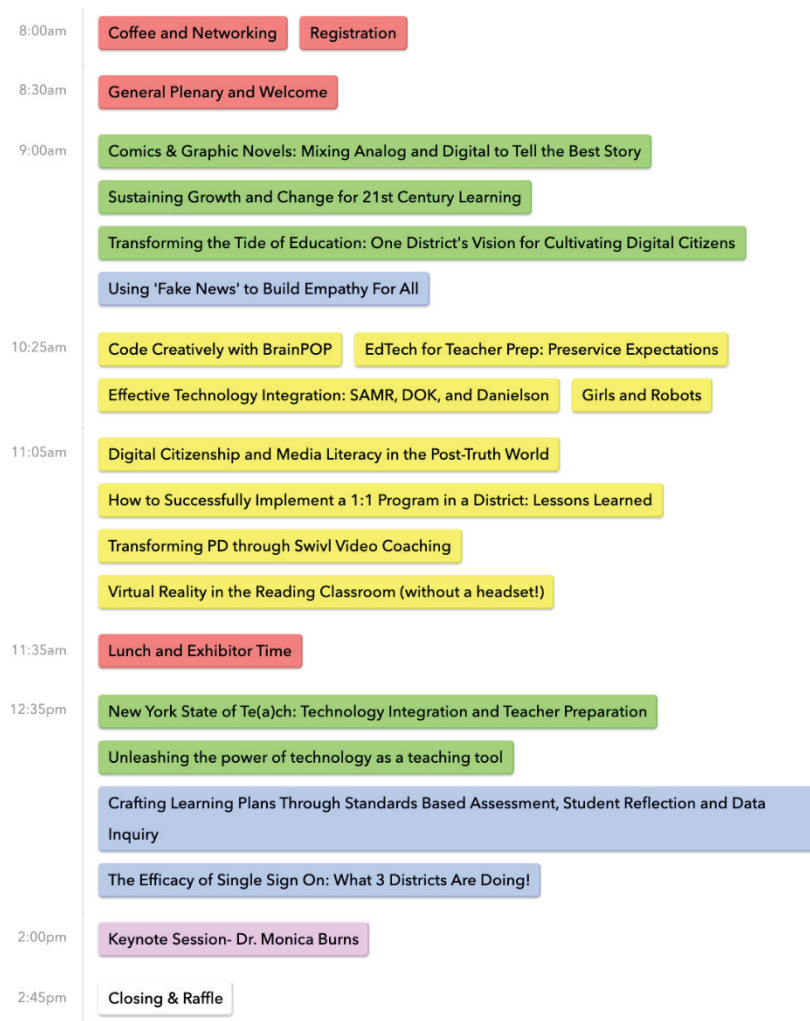 8:00am
Coffee and Networking
Registration
8:30am
General Plenary and Welcome
9:00am
Comics & Graphic Novels: Mixing Analog and Digital to Tell the Best Story
Sustaining Growth and Change for 21st Century Learning
Transforming the Tide of Education: One District's Vision for Cultivating Digital Citizens
Using 'Fake News' to Build Empathy For All
10:25am
Code Creatively with BrainPOP
EdTech for Teacher Prep: Preservice Expectations
Effective Technology Integration: SAMR, DOK, and Danielson
Girls and Robots
11:05am
Digital Citizenship and Media Literacy in the Post-Truth World
How to Successfully Implement a 1:1 Program in a District: Lessons Learned
Transforming PD through Swivl Video Coaching
Virtual Reality in the Reading Classroom (without a headset!)
11:35am
Lunch and Exhibitor Time
12:35pm
New York State of Te(a)ch: Technology Integration and Teacher Preparation
Unleashing the power of technology as a teaching tool
Crafting Learning Plans Through Standards Based Assessment, Student Reflection and Data
Inquiry
The Efficacy of Single Sign On: What 3 Districts Are Doing!
2:00pm
Keynote Session- Dr. Monica Burns
2:45pm
Closing & Raffle